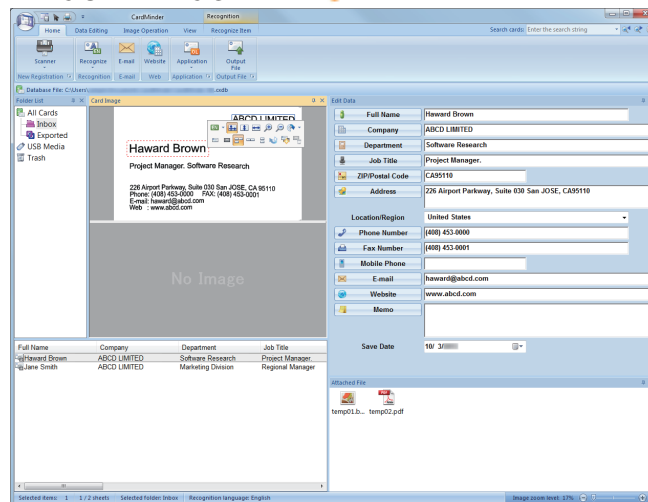 CardMinder
Recognition
Home
Data Editing
Image Operation
View
Recognize Item
Search cards:
Enter the search string
Scanner
Recognize
E-mail
Website
Application
Output File
New Registration
Recognition
E-mail
Web
Application
Output File
Database File: C:\Users\
.cxdb
Folder List
Card Image
Edit Data
All Cards
Inbox
Exported
USB Media
Trash
ABCD LIMITED
Haward Brown
Project Manager. Software Research
226 Airport Parkway, Suite 030 San JOSE, CA 95110
Phone: (408) 453-0000 FAX: (408) 453-0001
E-mail: haward@abcd.com
Web : www.abcd.com
No Image
Full Name
Haward Brown
Company
ABCD LIMITED
Department
Software Research
Job Title
Project Manager.
ZIP/Postal Code
CA95110
Address
226 Airport Parkway, Suite 030 San JOSE, CA95110
Location/Region
United States
Phone Number
(408) 453-0000
Fax Number
(408) 453-0001
Mobile Phone
E-mail
haward@abcd.com
Website
www.abcd.com
Memo
Save Date
10/ 3/
Full Name Company Department Job Title
Haward Brown ABCD LIMITED Software Research Project Manager.
Jane Smith ABCD LIMITED Marketing Division Regional Manager
Attached File
temp01.b...
temp02.pdf
Selected items: 1
1 / 2 sheets
Selected folder: Inbox
Recognition language: English
Image zoom level: 17%